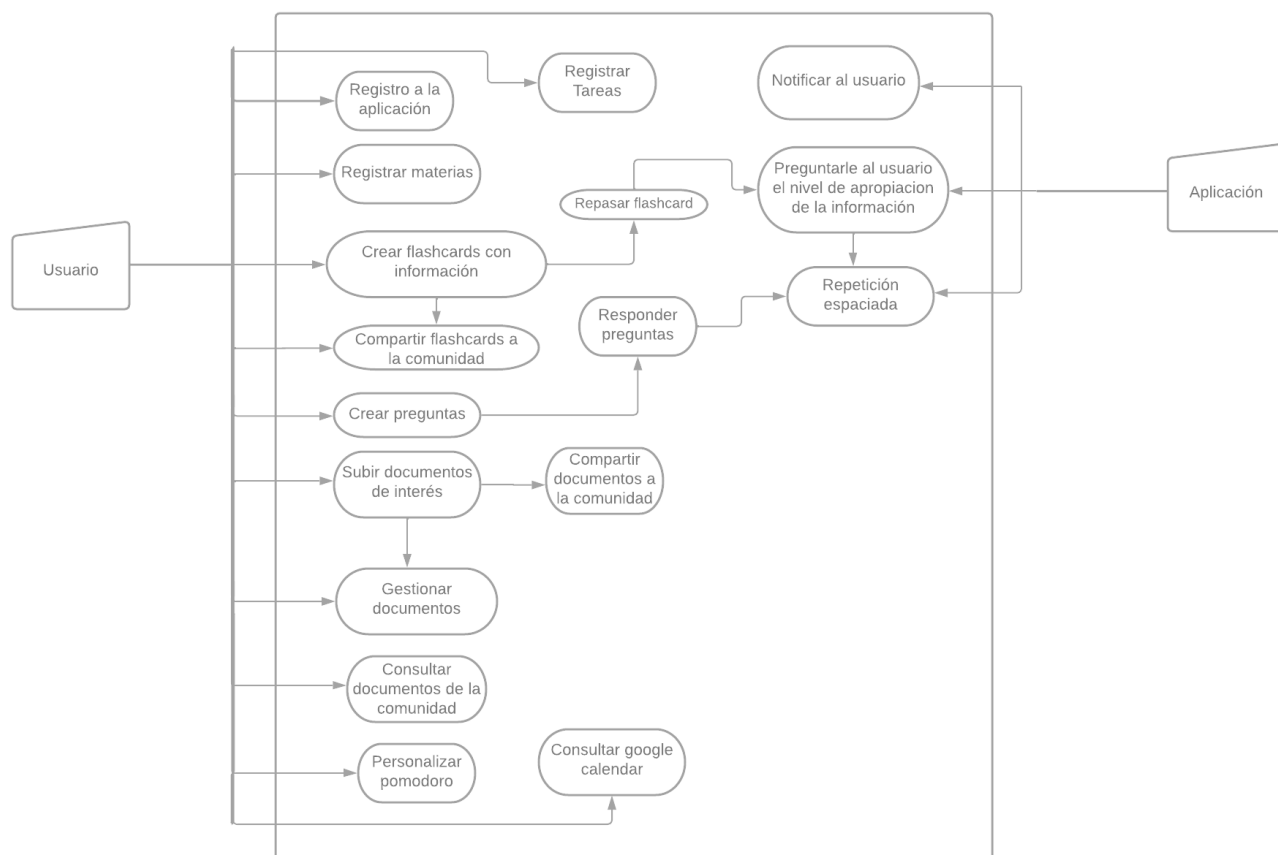 Registrar
Tareas
Notificar al usuario
Registro a la
aplicación
Registrar materias
Preguntarle al usuario
el nivel de apropiacion
de la información
Aplicación
Repasar flashcard
Usuario
Crear flashcards con
información
Repetición
espaciada
Responder
preguntas
Compartir flashcards a
la comunidad
Crear preguntas
Subir documentos
de interés
Compartir
documentos a
la comunidad
Gestionar
documentos
Consultar
documentos de la
comunidad
Personalizar
pomodoro
Consultar google
calendar